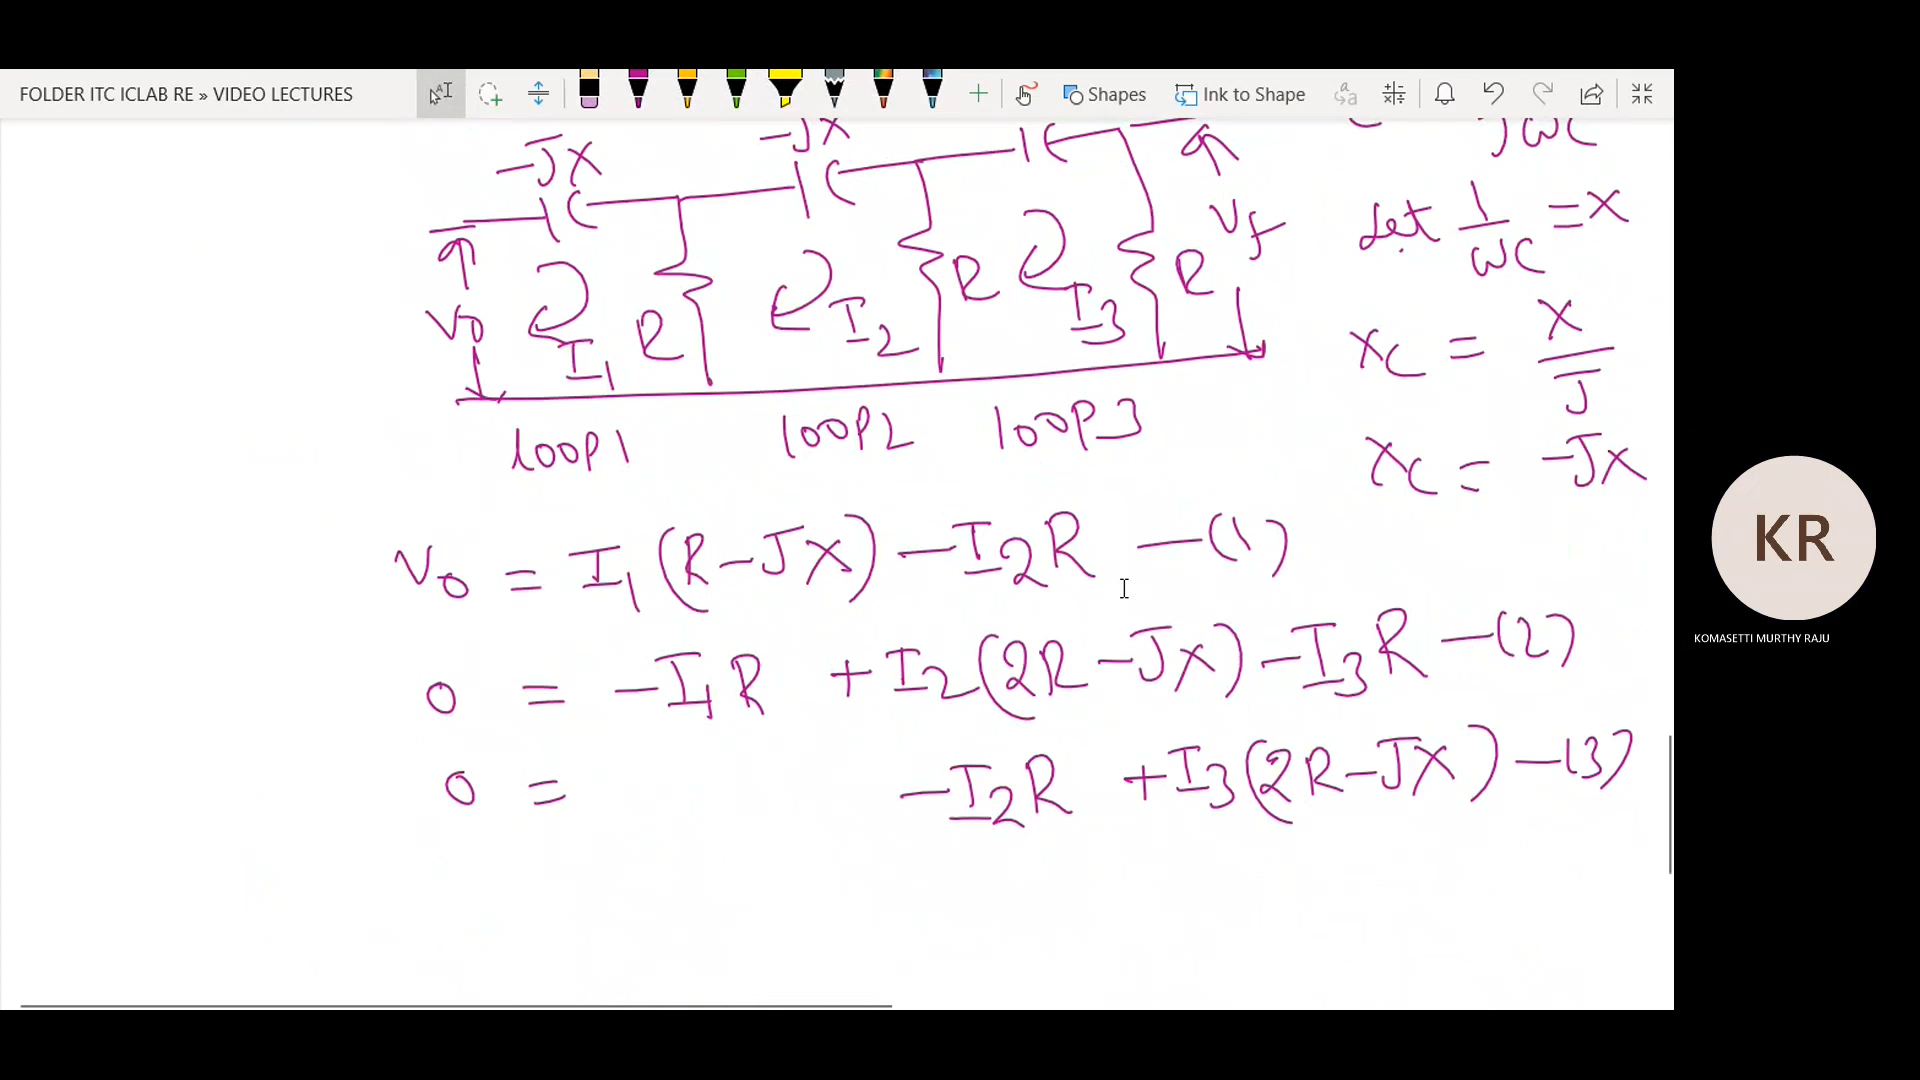 FOLDER ITC ICLAB RE » VIDEO LECTURES
Shapes
Ink to Shape
-JX
-JX
JωC
Let 1/ωC = X
V0
I1
R
I2
R
I3
R
Vf
XC = X/J
loop1
loop2
loop3
XC = -JX
V0 = I1(R-JX) -I2R -(1)
0 = -I1R +I2(2R-JX) -I3R -(2)
0 = -I2R +I3(2R-JX) -(3)
KR
KOMASETTI MURTHY RAJU